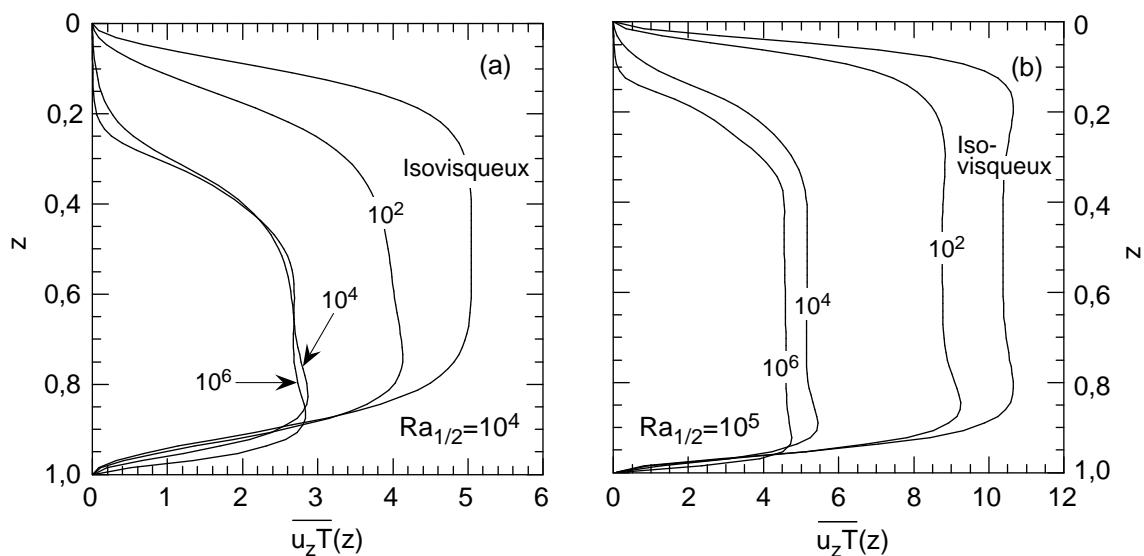 (a)
0
0,2
0,4
0,6
0,8
1,0
z
Isovisqueux
10²
10⁴
10⁶
Ra₁/₂=10⁴
0 1 2 3 4 5 6
u_zT(z)
(b)
0
0,2
0,4
0,6
0,8
1,0
z
Iso-
visqueux
10²
10⁴
10⁶
Ra₁/₂=10⁵
0 2 4 6 8 10 12
u_zT(z)